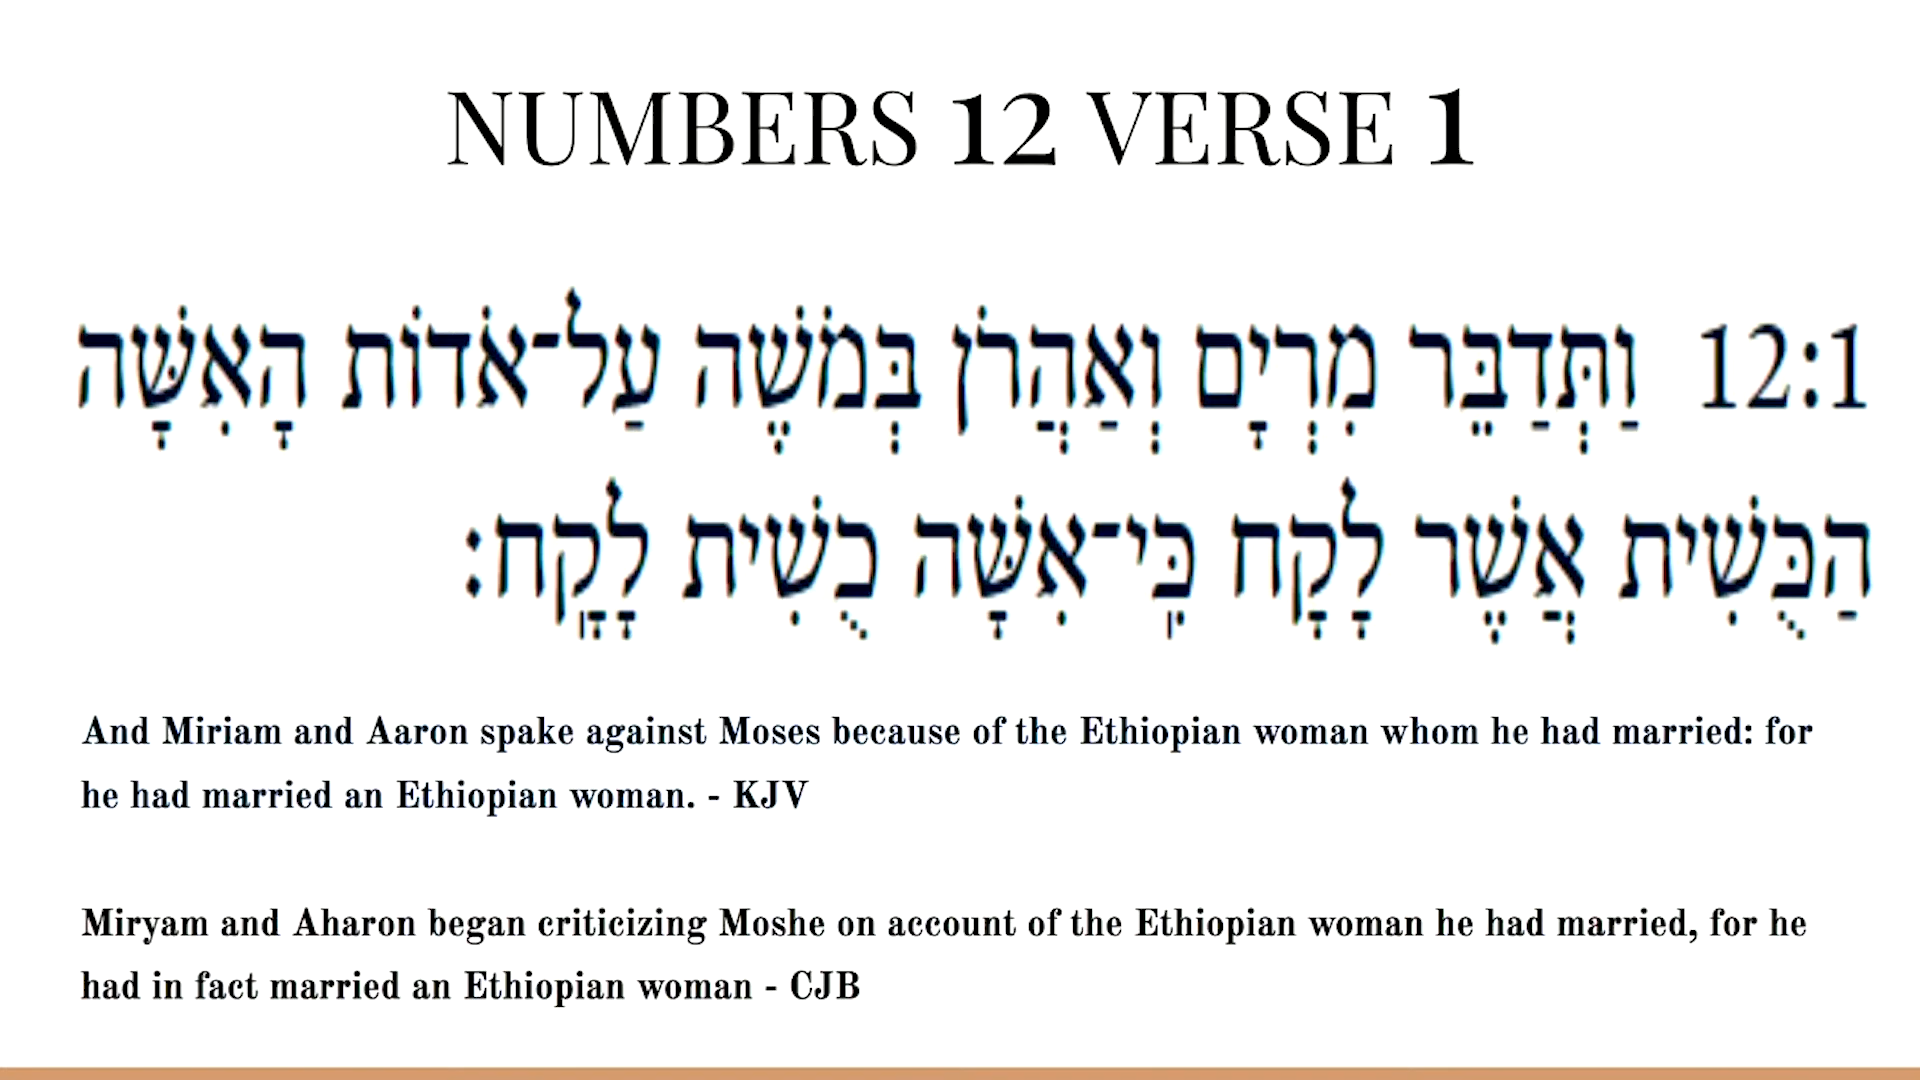 NUMBERS 12 VERSE 1
12:1 וַתְּדַבֵּר מִרְיָם וְאַהֲרֹן בְּמֹשֶׁה עַל־אֹדוֹת הָאִשָּׁה
הַכֻּשִׁית אֲשֶׁר לָקָח כִּֽי־אִשָּׁה כֻשִׁית לָקָֽח׃
And Miriam and Aaron spake against Moses because of the Ethiopian woman whom he had married: for
he had married an Ethiopian woman. - KJV
Miryam and Aharon began criticizing Moshe on account of the Ethiopian woman he had married, for he
had in fact married an Ethiopian woman - CJB